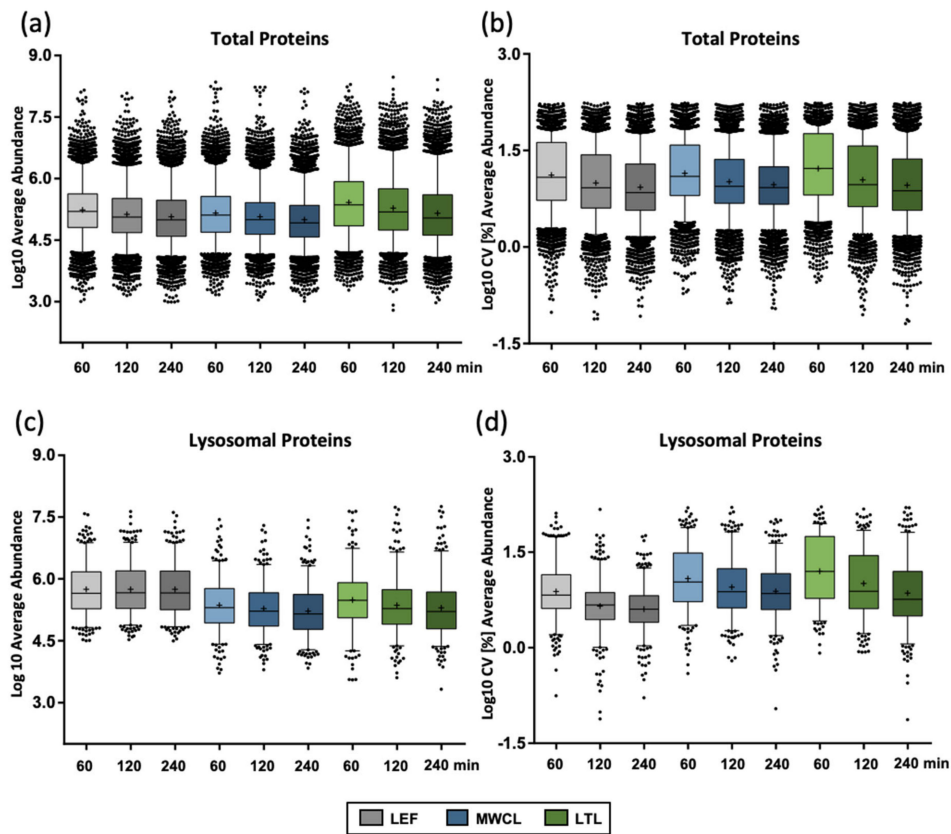 (a)
Total Proteins
Log10 Average Abundance
9.0
7.5
6.0
4.5
3.0
60 120 240 60 120 240 60 120 240 min
(b)
Total Proteins
Log10 CV [%] Average Abundance
3.0
1.5
0.0
-1.5
60 120 240 60 120 240 60 120 240 min
(c)
Lysosomal Proteins
Log 10 Average Abundance
9.0
7.5
6.0
4.5
3.0
60 120 240 60 120 240 60 120 240 min
(d)
Lysosomal Proteins
Log10 CV [%] Average Abundance
3.0
1.5
0.0
-1.5
60 120 240 60 120 240 60 120 240 min
LEF MWCL LTL